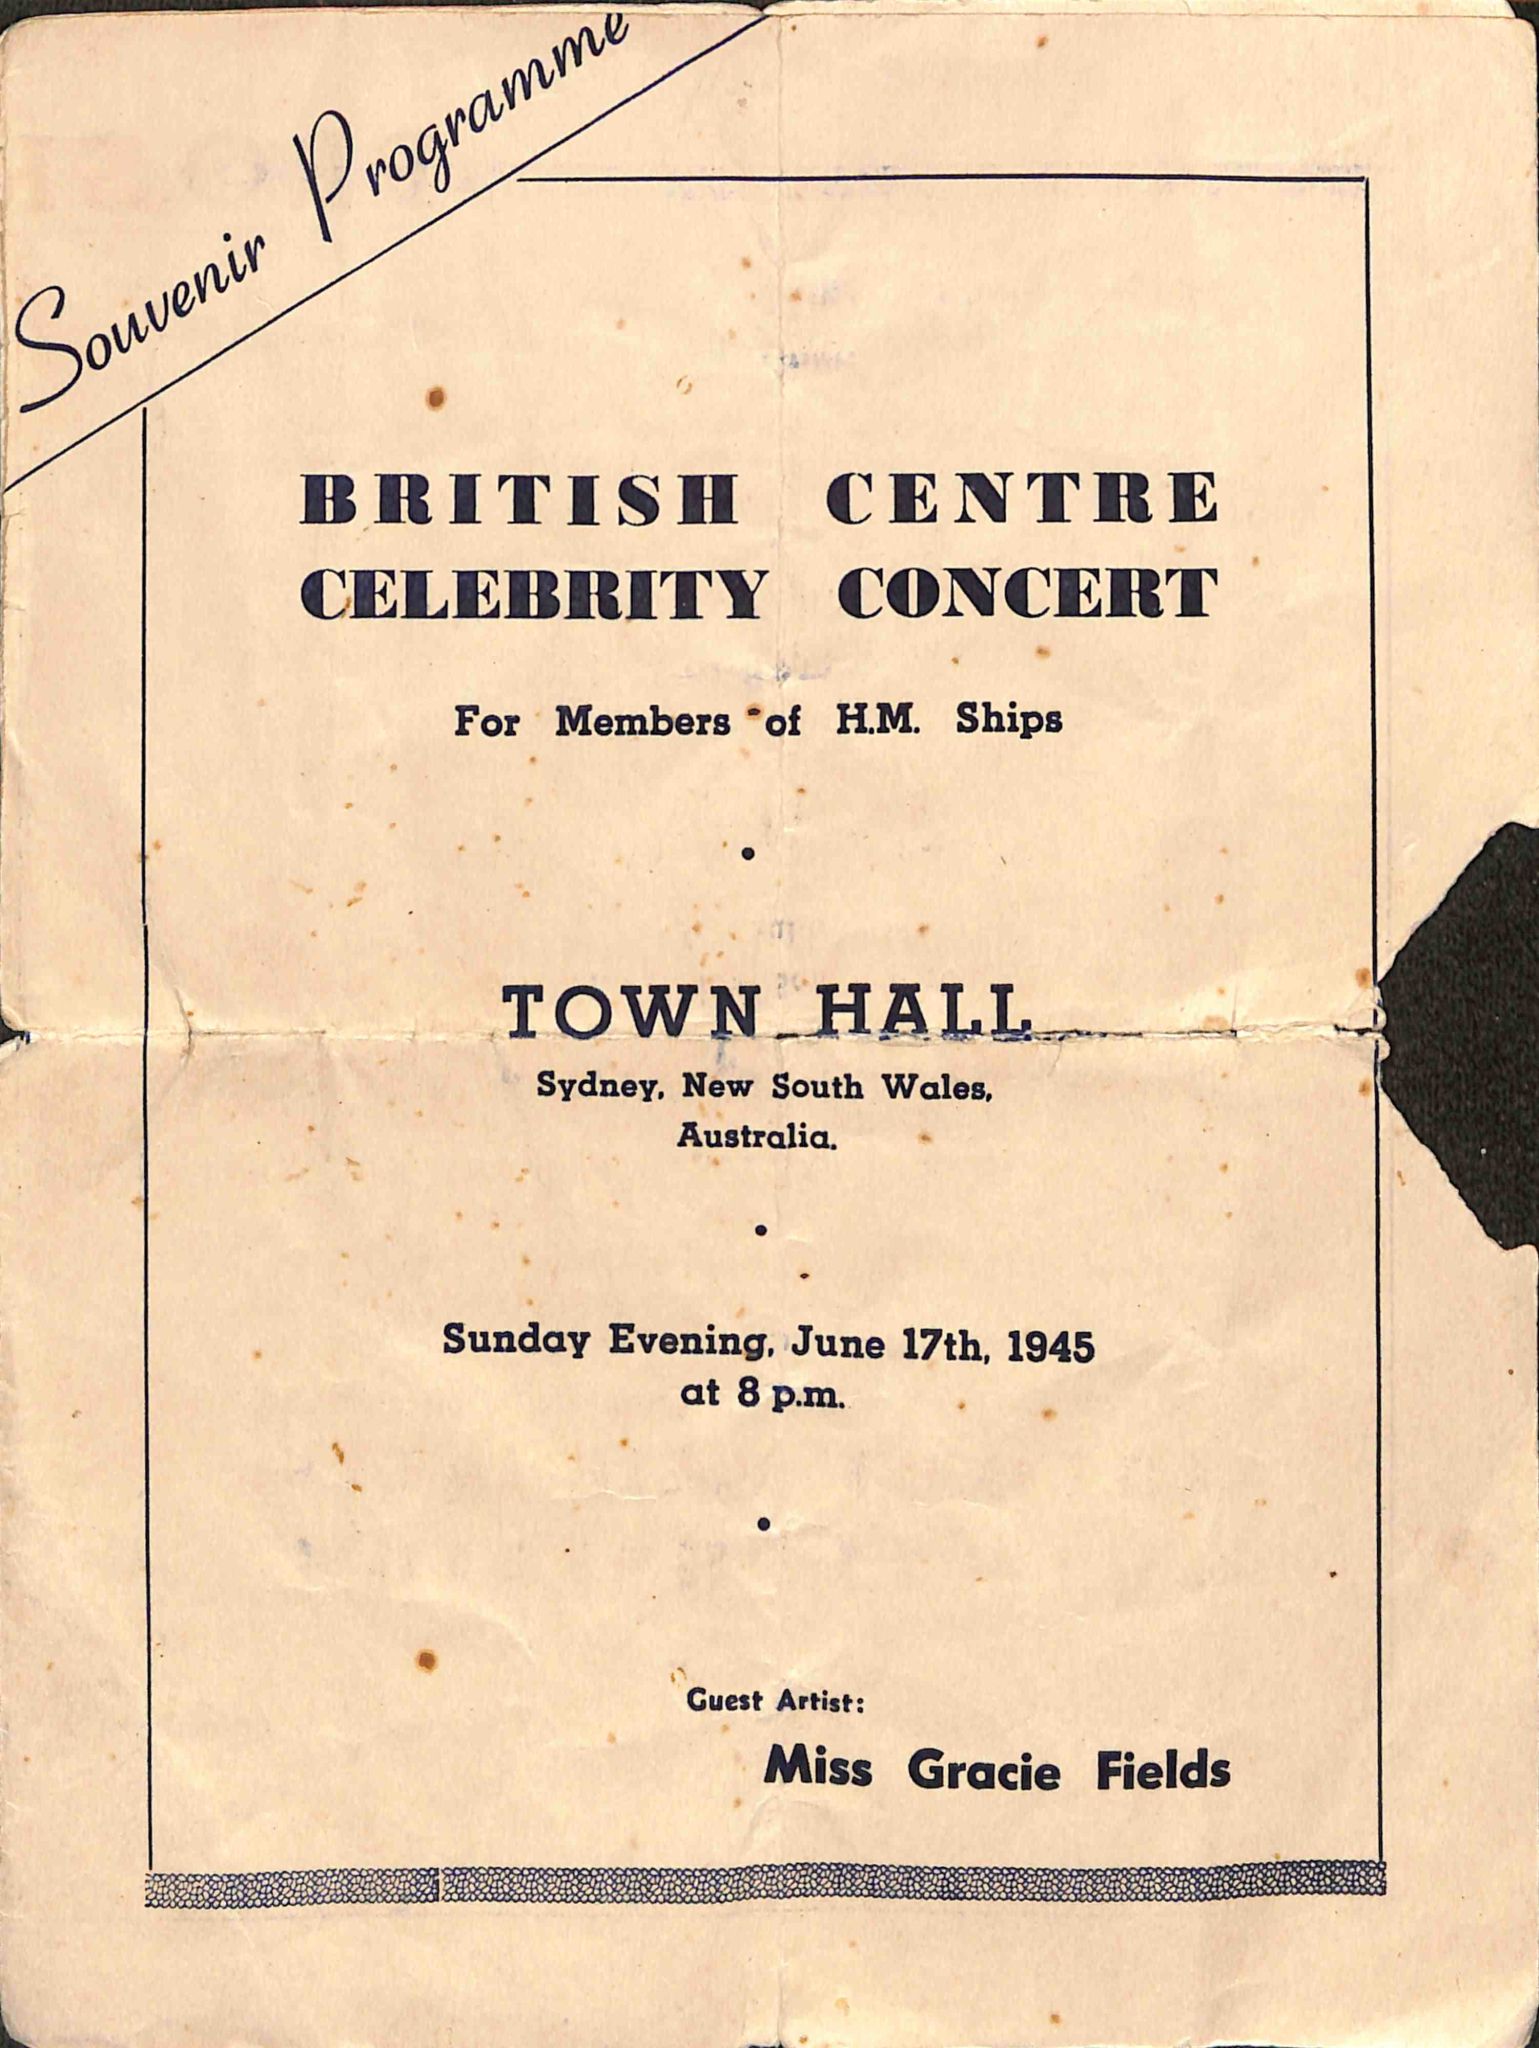 Souvenir Programme
BRITISH CENTRE
CELEBRITY CONCERT
For Members of H.M. Ships
TOWN HALL
Sydney, New South Wales,
Australia.
Sunday Evening, June 17th, 1945
at 8 p.m.
Guest Artist:
Miss Gracie Fields